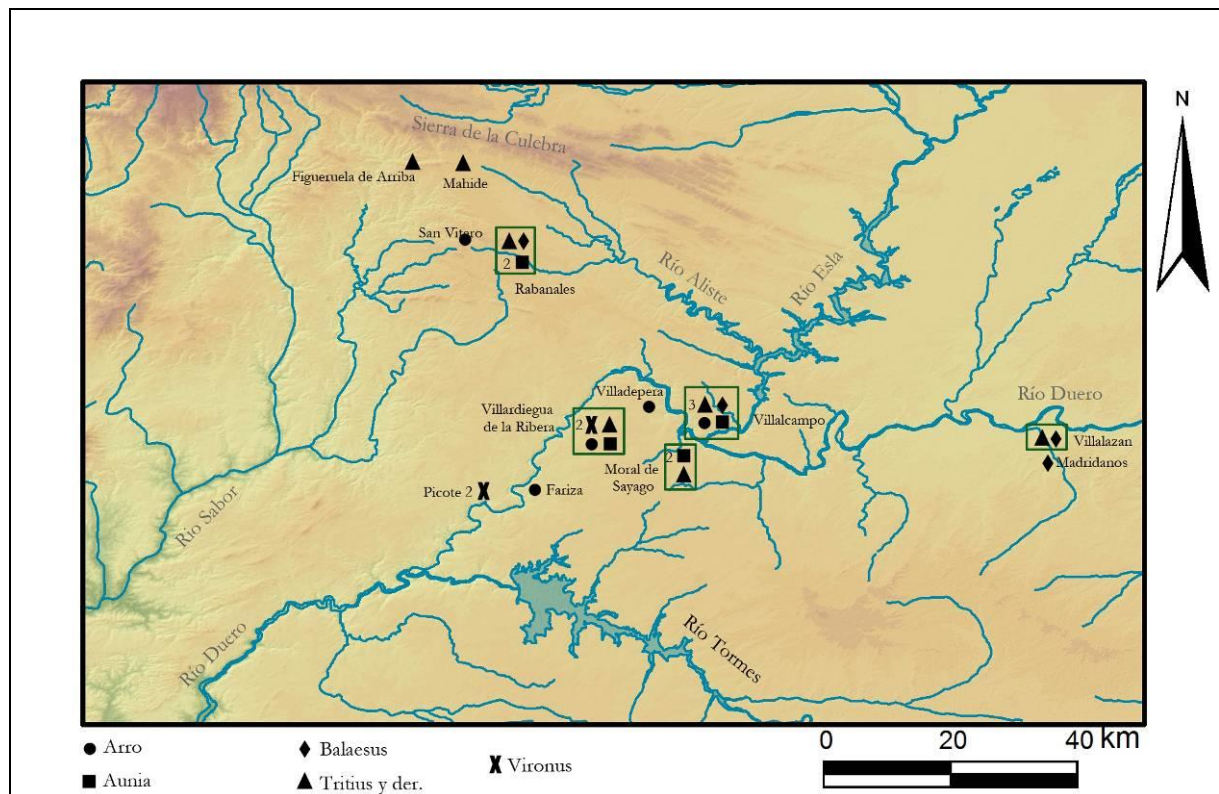 N
Sierra de la Culebra
Figueruela de Arriba
Mahide
San Vitero
2
Rabanales
Río Aliste
Río Esla
Villadepera
3
Villalcampo
Río Duero
Villardiegua
de la Ribera
2
Villalazan
Madridanos
2
Moral de
Sayago
Picote 2
Fariza
Río Sabor
Río Duero
Río Tormes
Arro
Balaesus
Vironus
Aunia
Tritius y der.
0 20 40 km